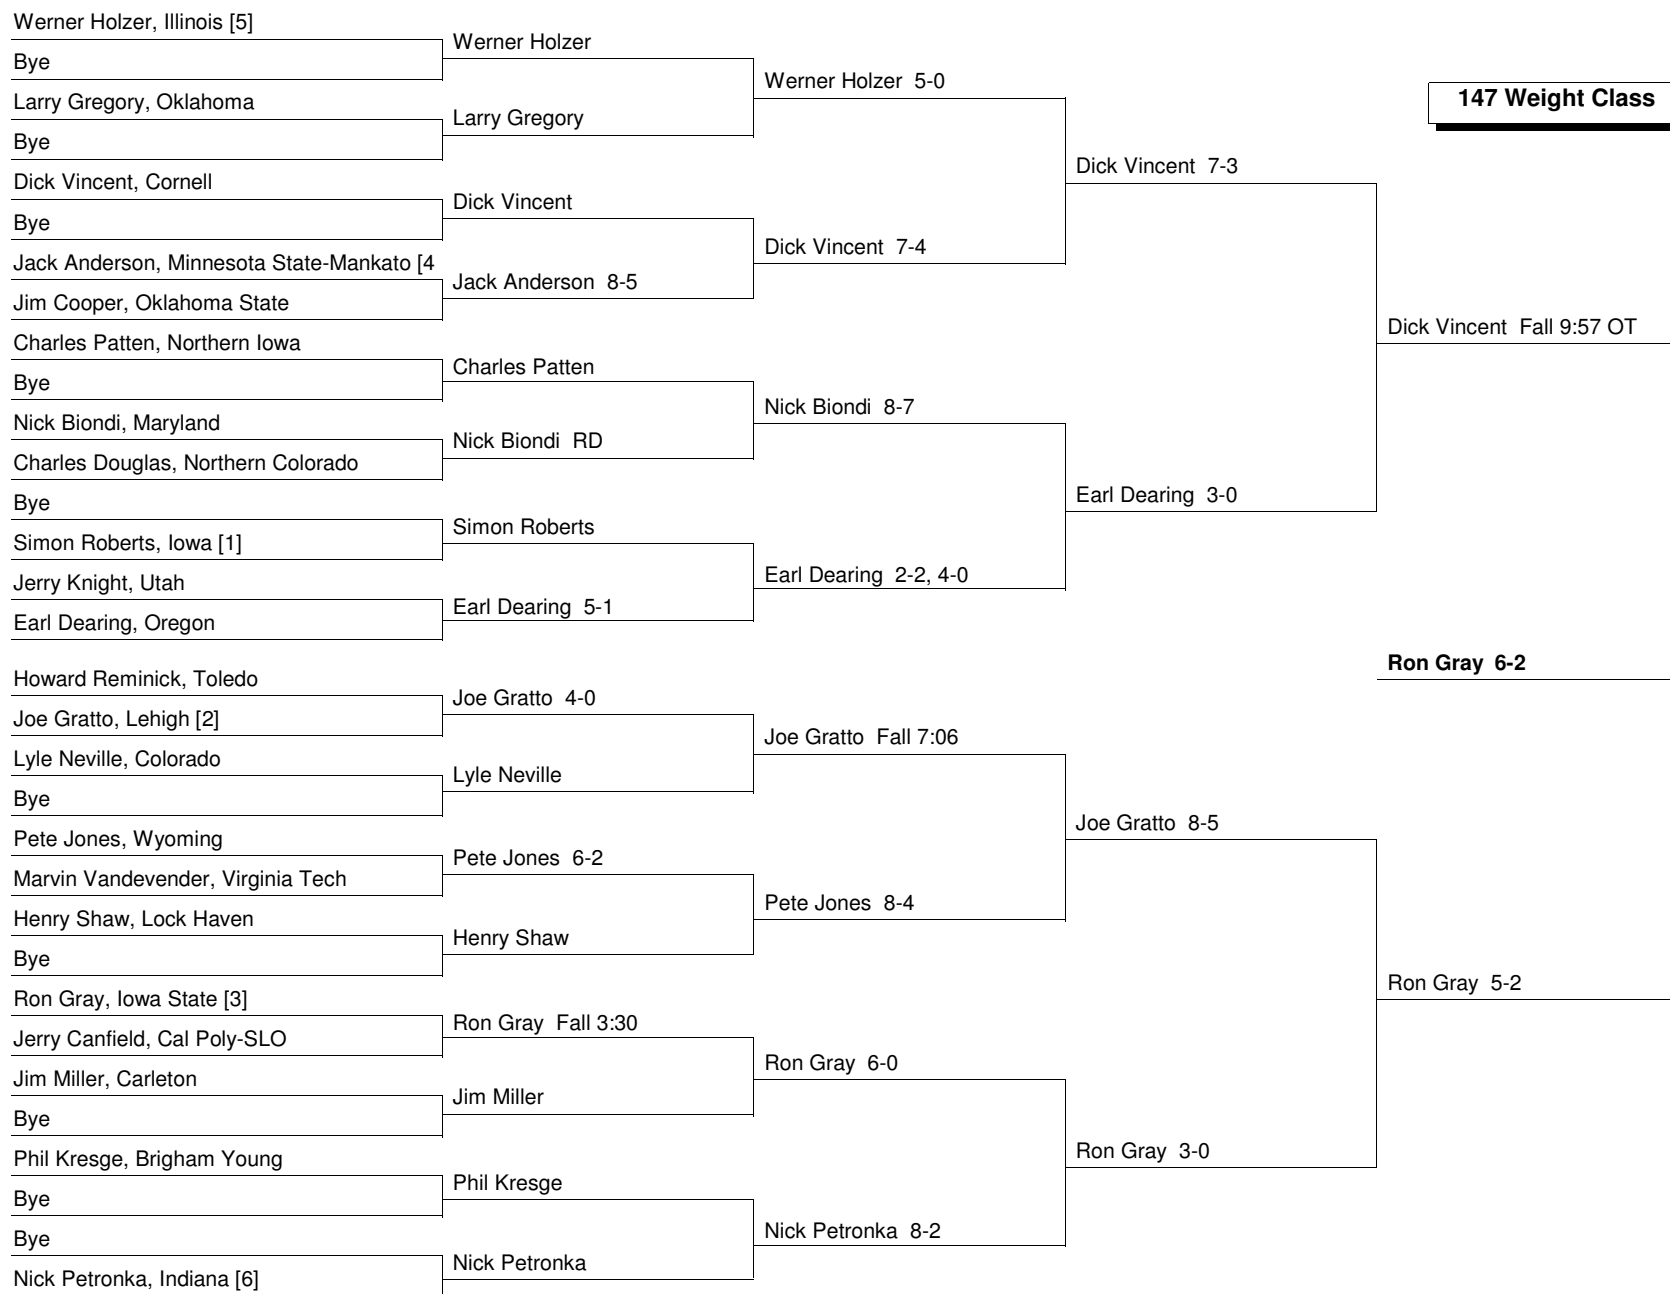 Werner Holzer, Illinois [5]
Bye
Larry Gregory, Oklahoma
Bye
Dick Vincent, Cornell
Bye
Jack Anderson, Minnesota State-Mankato [4
Jim Cooper, Oklahoma State
Charles Patten, Northern Iowa
Bye
Nick Biondi, Maryland
Charles Douglas, Northern Colorado
Bye
Simon Roberts, Iowa [1]
Jerry Knight, Utah
Earl Dearing, Oregon
Howard Reminick, Toledo
Joe Gratto, Lehigh [2]
Lyle Neville, Colorado
Bye
Pete Jones, Wyoming
Marvin Vandevender, Virginia Tech
Henry Shaw, Lock Haven
Bye
Ron Gray, Iowa State [3]
Jerry Canfield, Cal Poly-SLO
Jim Miller, Carleton
Bye
Phil Kresge, Brigham Young
Bye
Bye
Nick Petronka, Indiana [6]
Werner Holzer
Larry Gregory
Dick Vincent
Jack Anderson 8-5
Charles Patten
Nick Biondi RD
Simon Roberts
Earl Dearing 5-1
Joe Gratto 4-0
Lyle Neville
Pete Jones 6-2
Henry Shaw
Ron Gray Fall 3:30
Jim Miller
Phil Kresge
Nick Petronka
Werner Holzer 5-0
Dick Vincent 7-4
Nick Biondi 8-7
Earl Dearing 2-2, 4-0
Joe Gratto Fall 7:06
Pete Jones 8-4
Ron Gray 6-0
Nick Petronka 8-2
Dick Vincent 7-3
Earl Dearing 3-0
Joe Gratto 8-5
Ron Gray 3-0
147 Weight Class
Dick Vincent Fall 9:57 OT
Ron Gray 6-2
Ron Gray 5-2